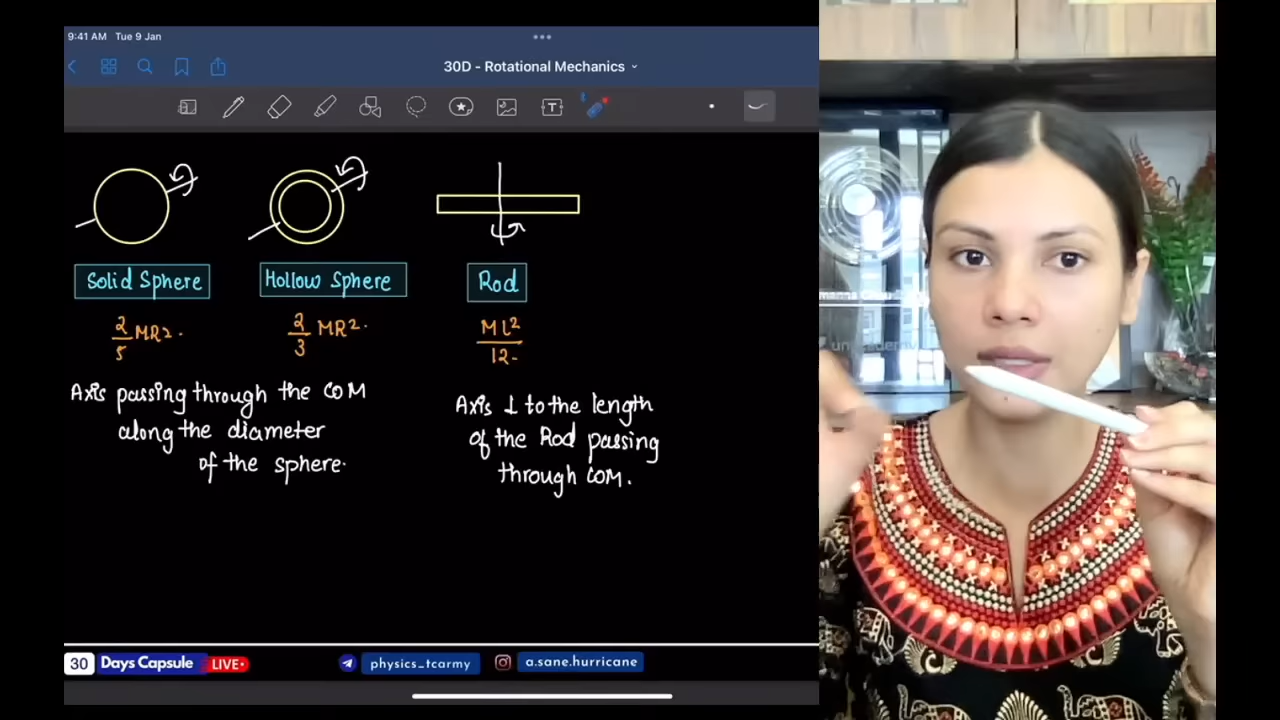 9:41 AM Tue 9 Jan
30D - Rotational Mechanics
Solid Sphere
Hollow Sphere
Rod
2/5 MR².
2/3 MR².
ML²/12.
Axis passing through the COM
along the diameter
of the sphere.
Axis ⊥ to the length
of the Rod passing
through COM.
30 Days Capsule LIVE
physics_tcarmy
a.sane.hurricane